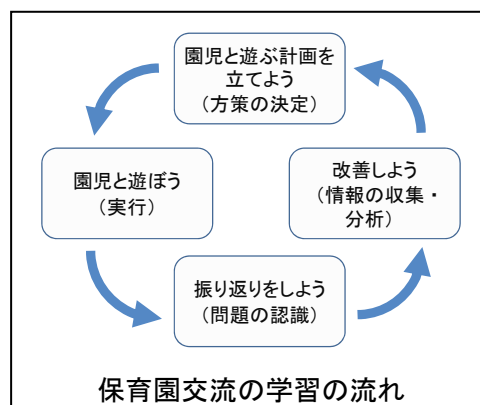 園児と遊ぶ計画を
立てよう
(方策の決定)
園児と遊ぼう
(実行)
改善しよう
(情報の収集・
分析)
振り返りをしよう
(問題の認識)
保育園交流の学習の流れ